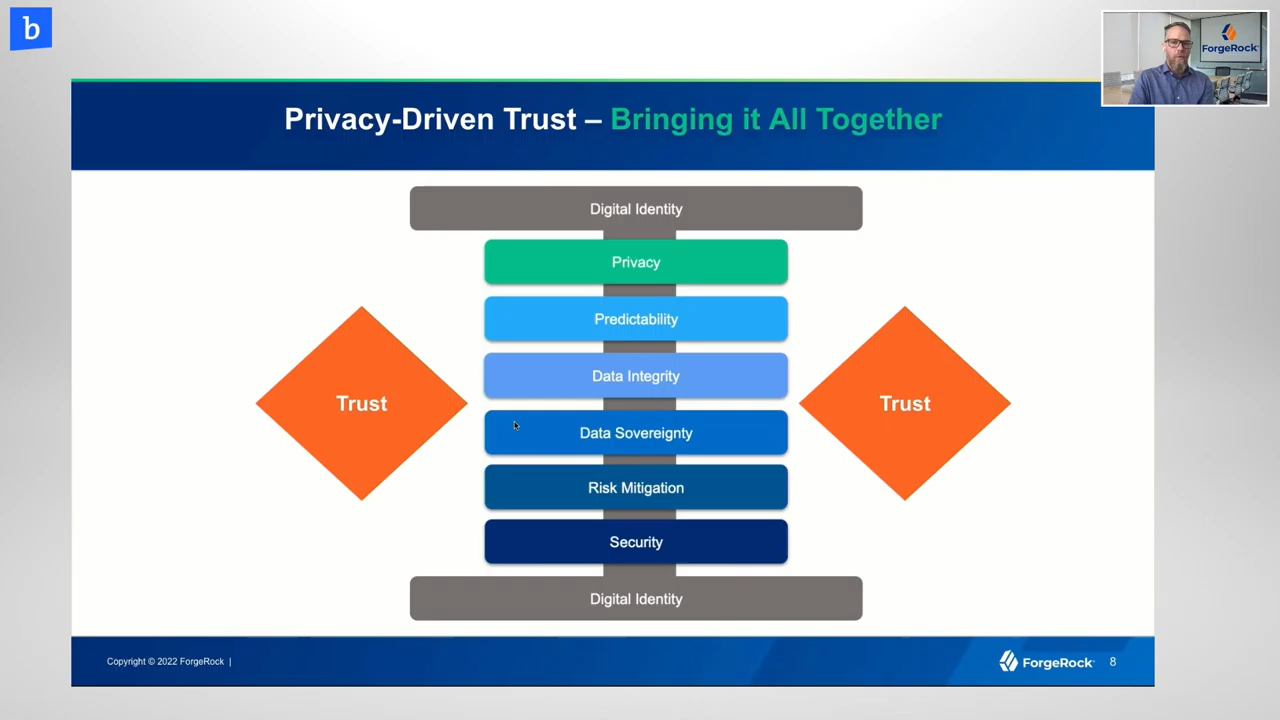 b
ForgeRock
Privacy-Driven Trust – Bringing it All Together
Digital Identity
Privacy
Predictability
Data Integrity
Trust
Trust
Data Sovereignty
Risk Mitigation
Security
Digital Identity
Copyright © 2022 ForgeRock |
ForgeRock
8